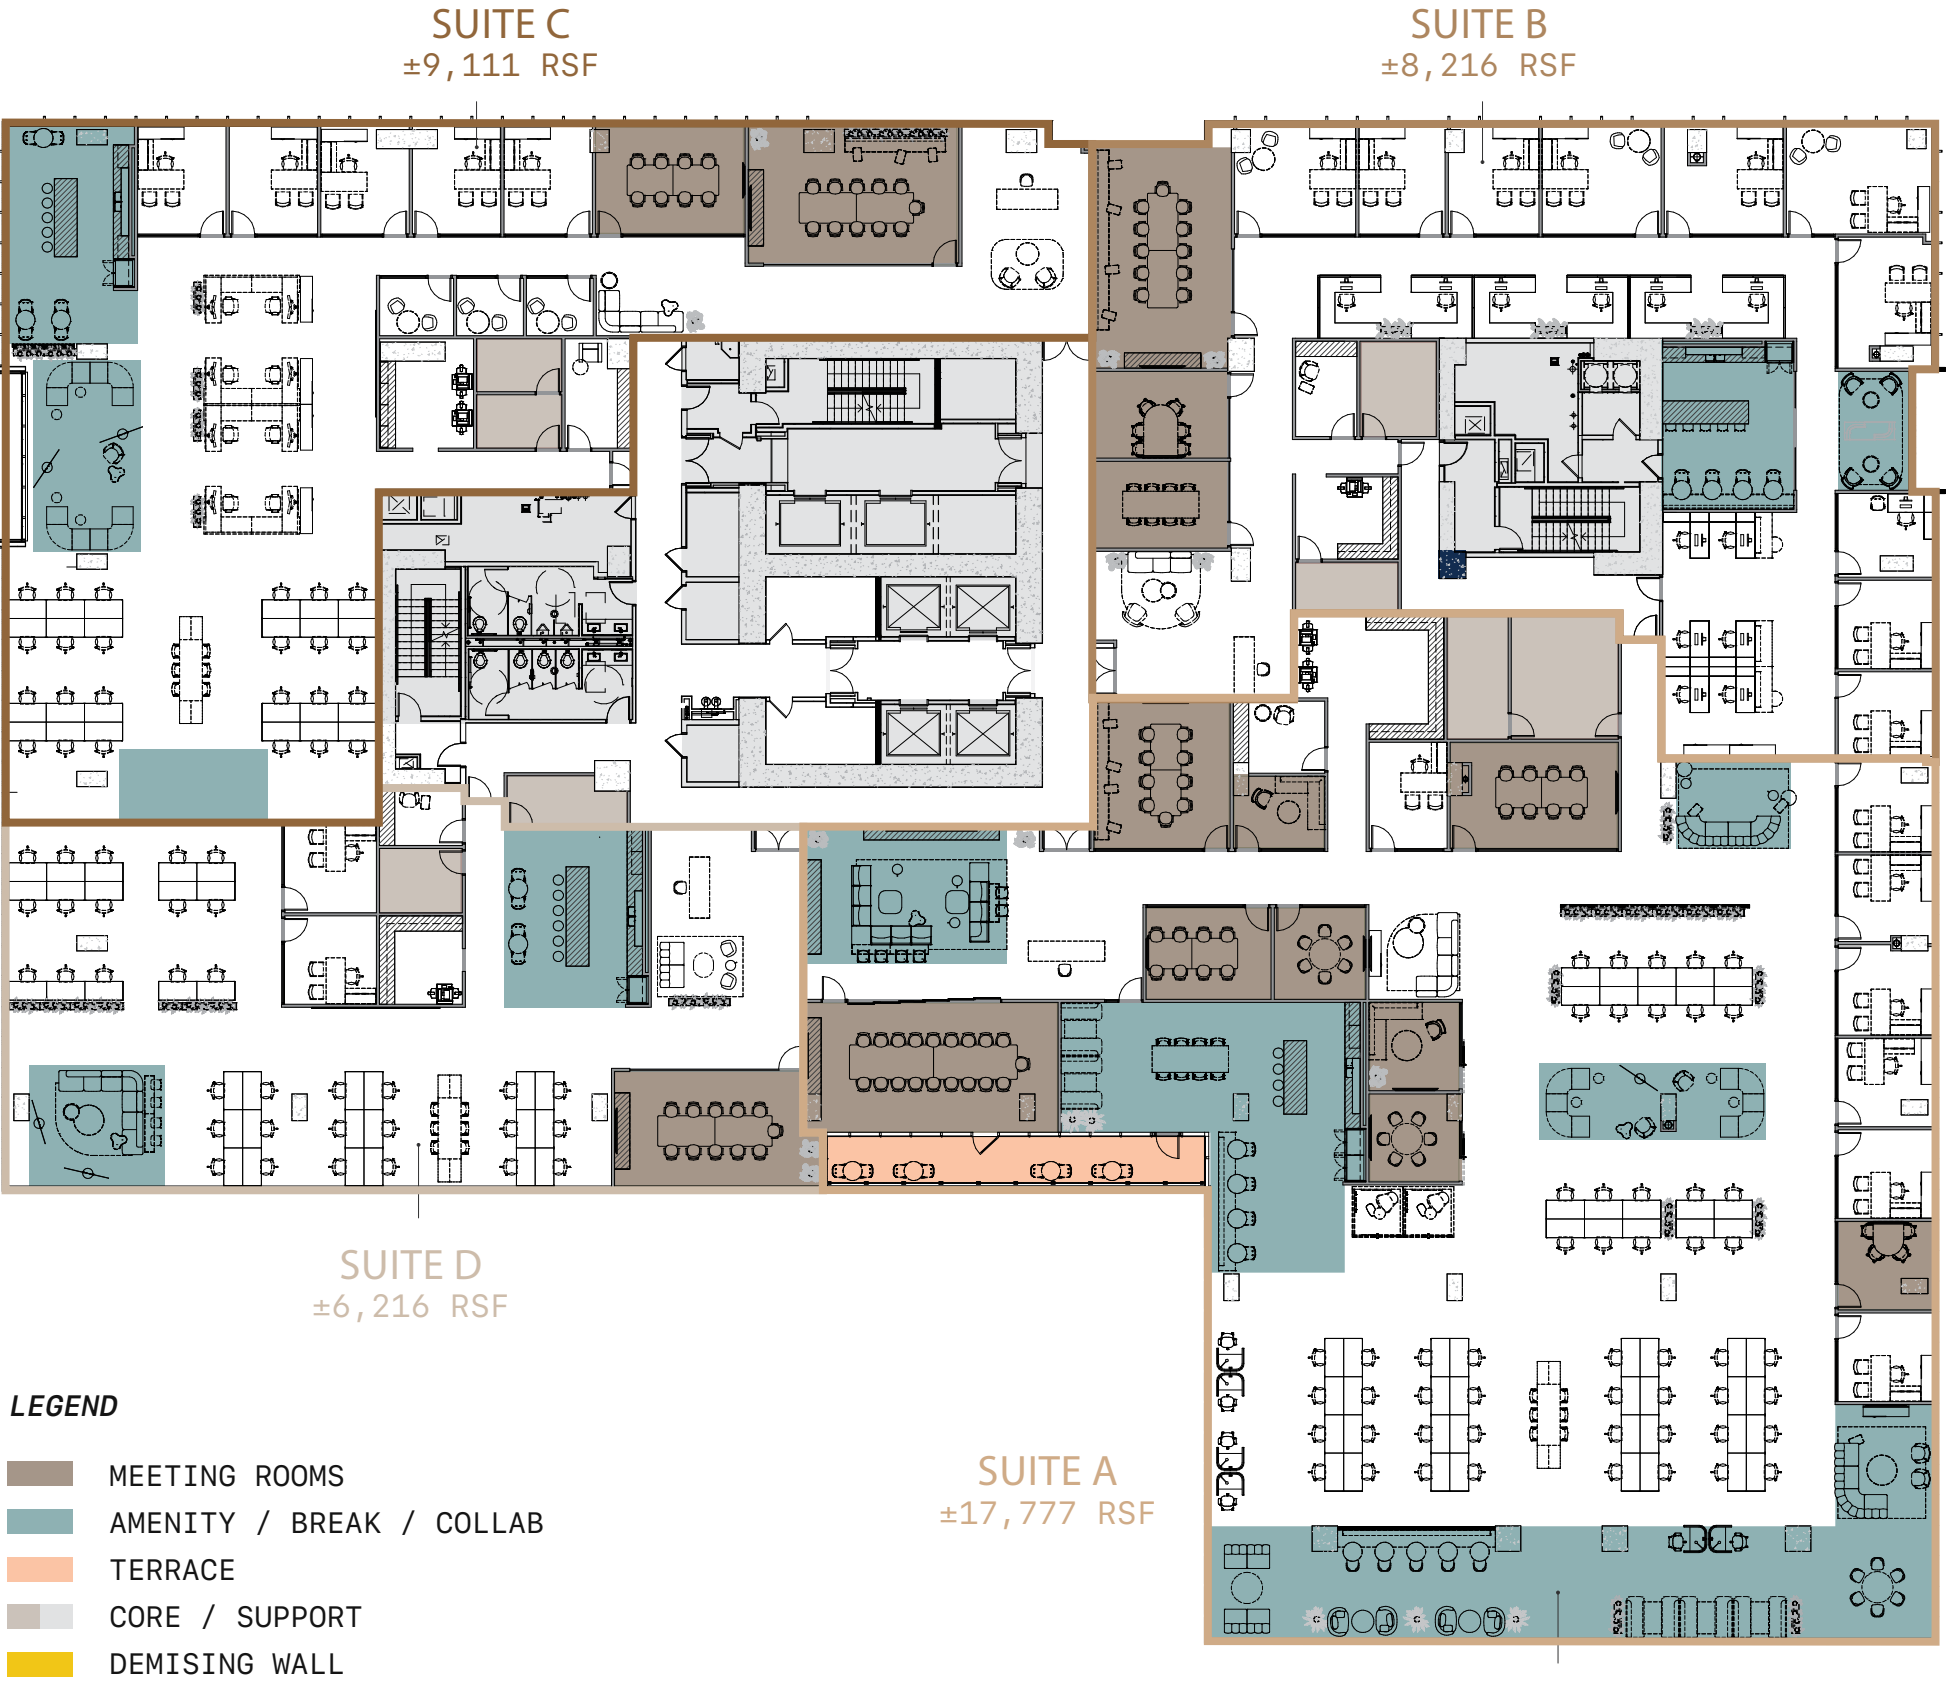 SUITE C
±9,111 RSF
SUITE B
±8,216 RSF
SUITE D
±6,216 RSF
SUITE A
±17,777 RSF
LEGEND
MEETING ROOMS
AMENITY / BREAK / COLLAB
TERRACE
CORE / SUPPORT
DEMISING WALL